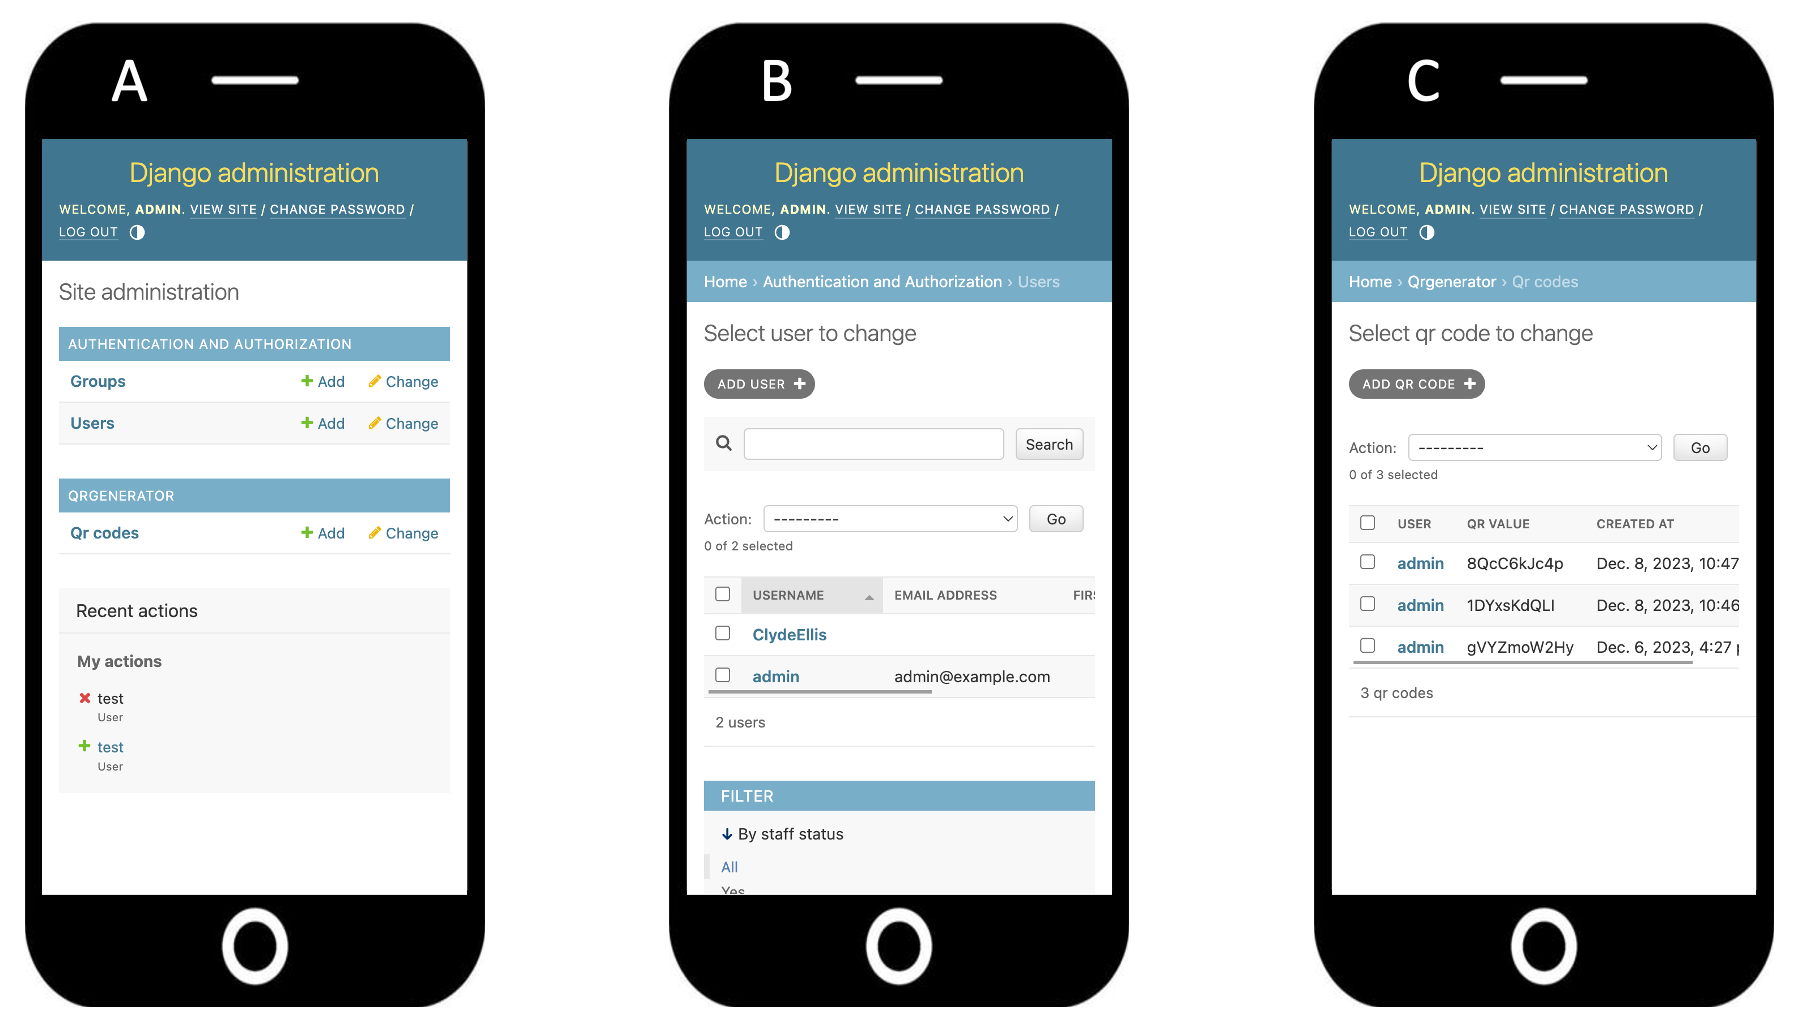 A
Django administration
WELCOME, ADMIN. VIEW SITE / CHANGE PASSWORD /
LOG OUT
Site administration
AUTHENTICATION AND AUTHORIZATION
Groups Add Change
Users Add Change
QRGENERATOR
Qr codes Add Change
Recent actions
My actions
test
User
test
User
B
Django administration
WELCOME, ADMIN. VIEW SITE / CHANGE PASSWORD /
LOG OUT
Home › Authentication and Authorization › Users
Select user to change
ADD USER +
Search
Action: --------- Go
0 of 2 selected
USERNAME EMAIL ADDRESS FIR
ClydeEllis
admin admin@example.com
2 users
FILTER
By staff status
All
Yes
C
Django administration
WELCOME, ADMIN. VIEW SITE / CHANGE PASSWORD /
LOG OUT
Home › Qrgenerator › Qr codes
Select qr code to change
ADD QR CODE +
Action: --------- Go
0 of 3 selected
USER QR VALUE CREATED AT
admin 8QcC6kJc4p Dec. 8, 2023, 10:47
admin 1DYxsKdQLI Dec. 8, 2023, 10:46
admin gVYZmoW2Hy Dec. 6, 2023, 4:27
3 qr codes